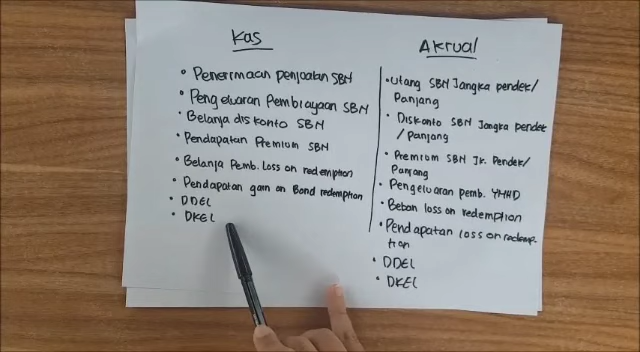 Kas
• Penerimaan penjualan SBN
• Pengeluaran Pembiayaan SBN
• Belanja diskonto SBN
• Pendapatan Premium SBN
• Belanja Pemb. Loss on redemption
• Pendapatan gain on Bond redemption
• DDEL
• DKEL
Akrual
• Utang SBN Jangka pendek/
Panjang
• Diskonto SBN Jangka pendek
/Panjang
• Premium SBN Jk. Pendek/
Panjang
• Pengeluaran pemb. YHHD
• Beban loss on redemption
• Pendapatan loss on redemp-
tion
• DDEL
• DKEL